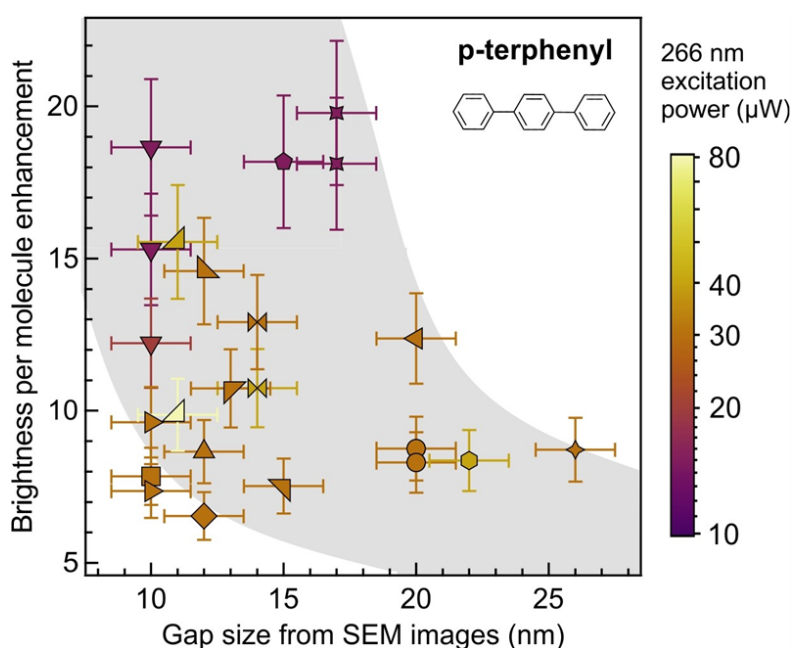 p-terphenyl
266 nm
excitation
power (µW)
Brightness per molecule enhancement
20
15
10
5
80
40
30
20
10
10
15
20
25
Gap size from SEM images (nm)